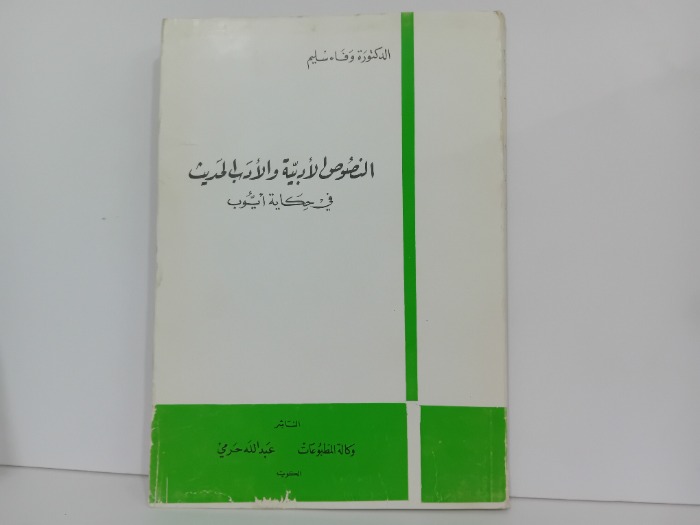 الدكتورة وفاء سليم
النصوص الأدبية والأدب الحديث
في حكاية أيوب
الناشر
وكالة المطبوعات عبدالله حرمي
الكويت